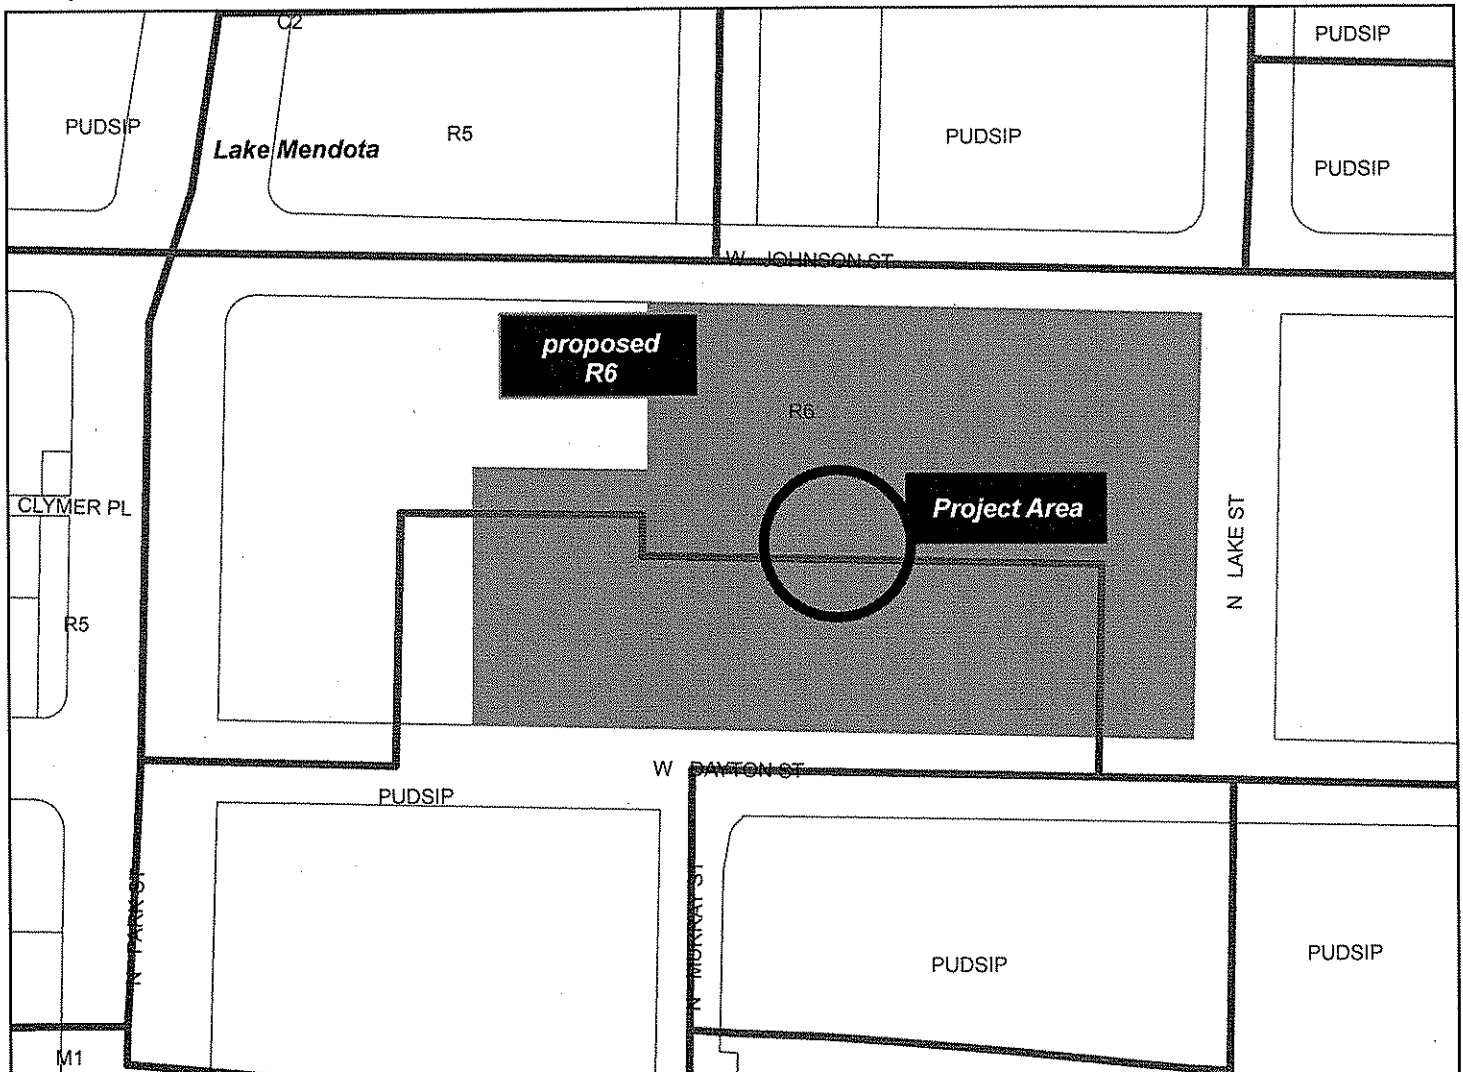 C2
PUDSIP
PUDSIP
Lake Mendota
R5
PUDSIP
PUDSIP
W JOHNSON ST
proposed
R6
R6
CLYMER PL
Project Area
N LAKE ST
R5
W DAYTON ST
PUDSIP
N PARK ST
N MURRAY ST
PUDSIP
PUDSIP
M1